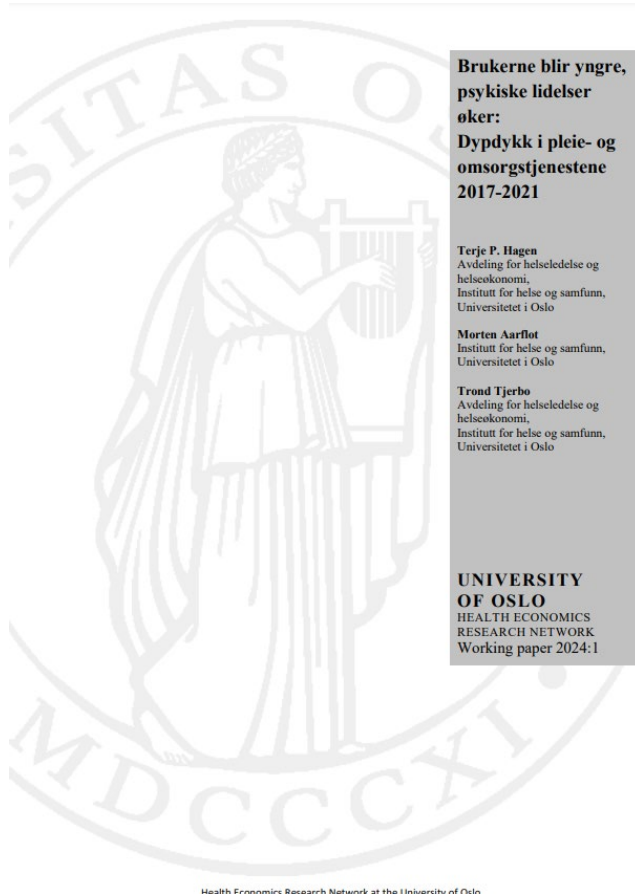 SITAS O
MDCCCXI
Brukerne blir yngre,
psykiske lidelser
øker:
Dypdykk i pleie- og
omsorgstjenestene
2017-2021
Terje P. Hagen
Avdeling for helseledelse og
helseøkonomi,
Institutt for helse og samfunn,
Universitetet i Oslo
Morten Aarflot
Institutt for helse og samfunn,
Universitetet i Oslo
Trond Tjerbo
Avdeling for helseledelse og
helseøkonomi,
Institutt for helse og samfunn,
Universitetet i Oslo
UNIVERSITY
OF OSLO
HEALTH ECONOMICS
RESEARCH NETWORK
Working paper 2024:1
Health Economics Research Network at the University of Oslo